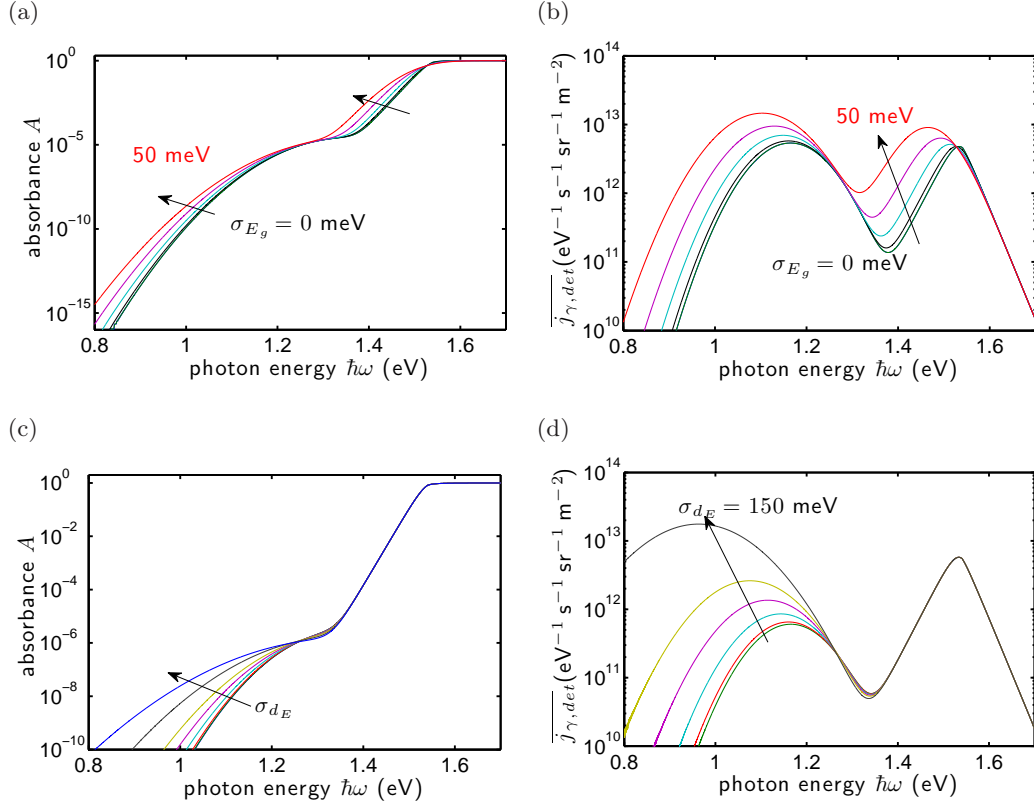 (a)
absorbance A
10^0
10^−5
10^−10
10^−15
50 meV
σ_{E_g} = 0 meV
0.8 1 1.2 1.4 1.6
photon energy ħω (eV)
(b)
\overline{j_{γ,det}}(eV^−1 s^−1 sr^−1 m^−2)
10^14
10^13
10^12
10^11
10^10
50 meV
σ_{E_g} = 0 meV
0.8 1 1.2 1.4 1.6
photon energy ħω (eV)
(c)
absorbance A
10^0
10^−2
10^−4
10^−6
10^−8
10^−10
σ_{d_E}
0.8 1 1.2 1.4 1.6
photon energy ħω (eV)
(d)
\overline{j_{γ,det}}(eV^−1 s^−1 sr^−1 m^−2)
10^14
10^13
10^12
10^11
10^10
σ_{d_E} = 150 meV
0.8 1 1.2 1.4 1.6
photon energy ħω (eV)